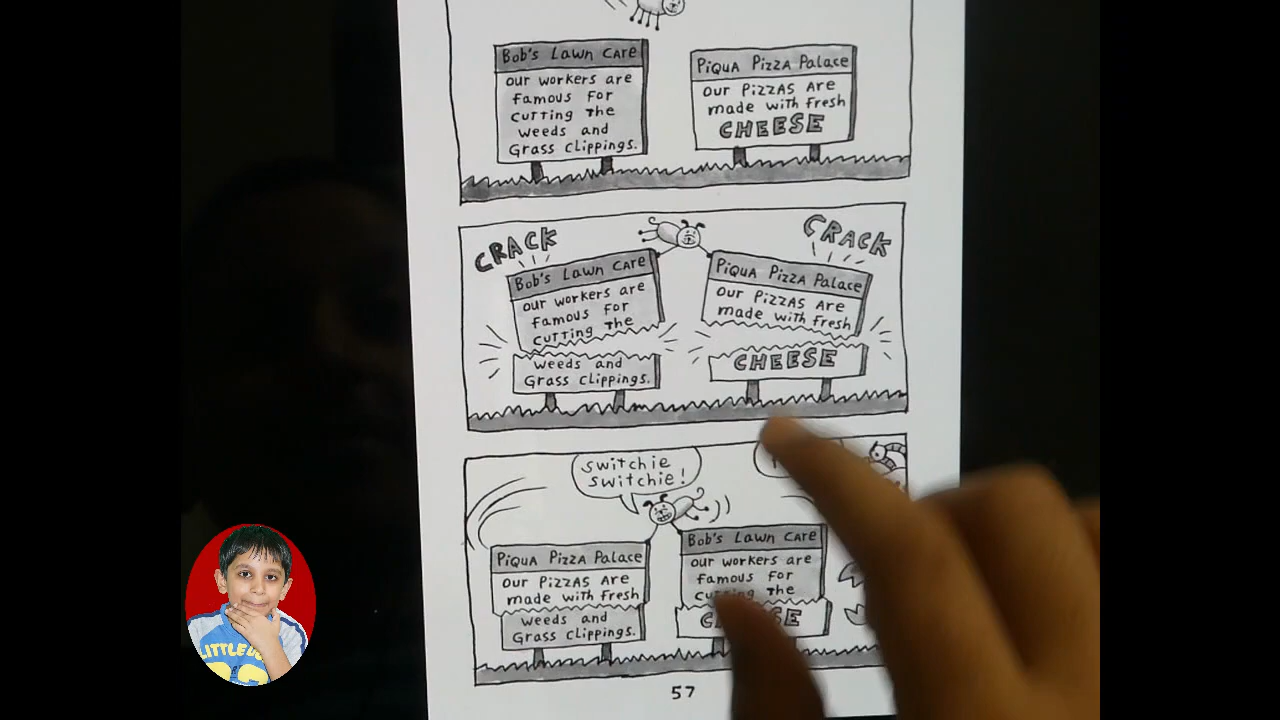 Bob's Lawn Care
our workers are
famous for
cutting the
weeds and
Grass clippings.
Piqua Pizza Palace
our Pizzas are
made with fresh
CHEESE
CRACK
CRACK
Bob's Lawn Care
our workers are
famous for
cutting the
weeds and
Grass clippings.
Piqua Pizza Palace
our Pizzas are
made with fresh
CHEESE
switchie
switchie!
Piqua Pizza Palace
our Pizzas are
made with fresh
weeds and
Grass clippings.
Bob's Lawn Care
our workers are
famous for
cutting the
CHEESE
57